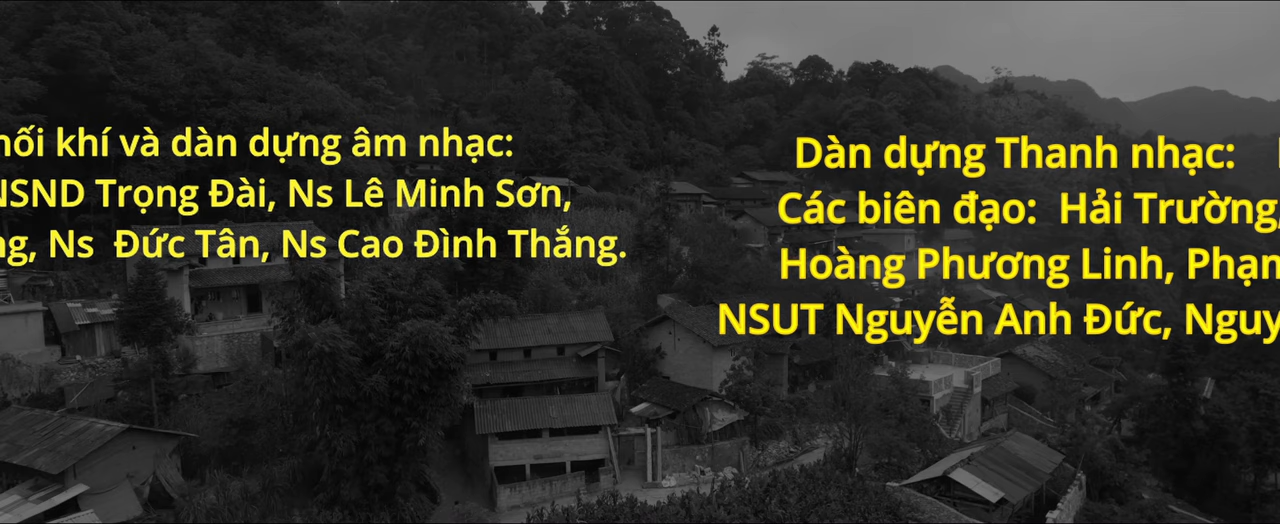 hối khí và dàn dựng âm nhạc:
NSND Trọng Đài, Ns Lê Minh Sơn,
ng, Ns Đức Tân, Ns Cao Đình Thắng.
Dàn dựng Thanh nhạc:
Các biên đạo: Hải Trường,
Hoàng Phương Linh, Phạm
NSUT Nguyễn Anh Đức, Nguy